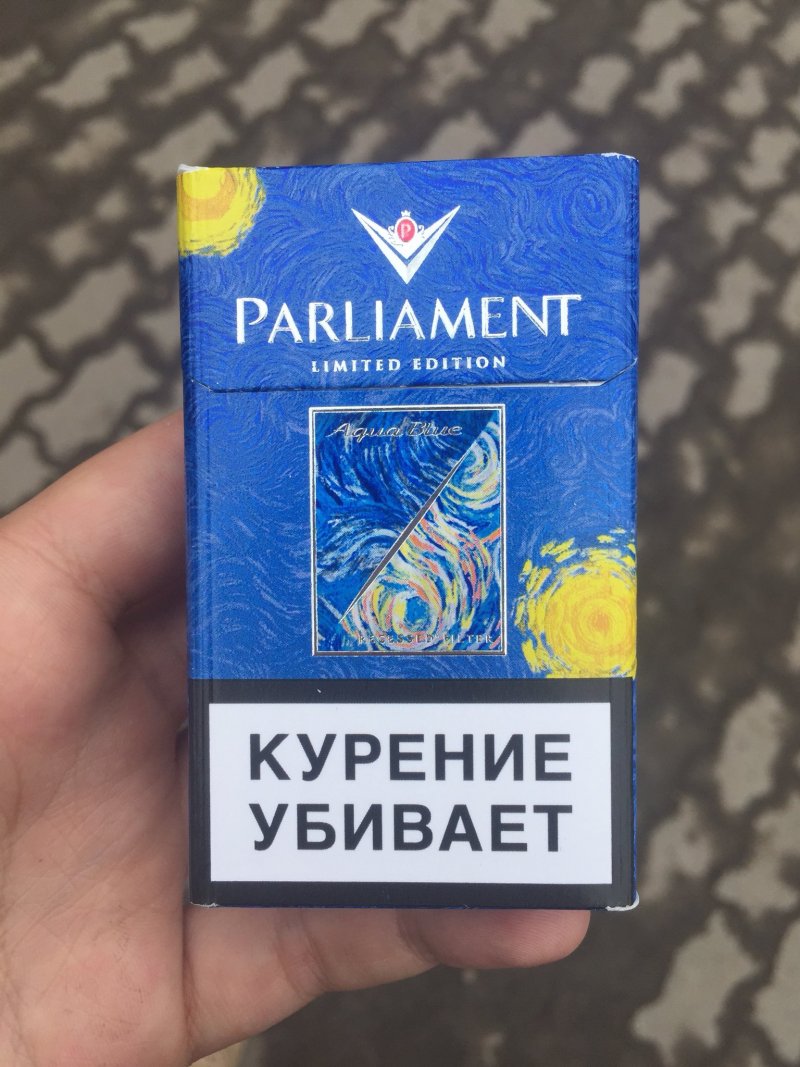 P
PARLIAMENT
LIMITED EDITION
Aqua Blue
RECESSED FILTER
КУРЕНИЕ
УБИВАЕТ